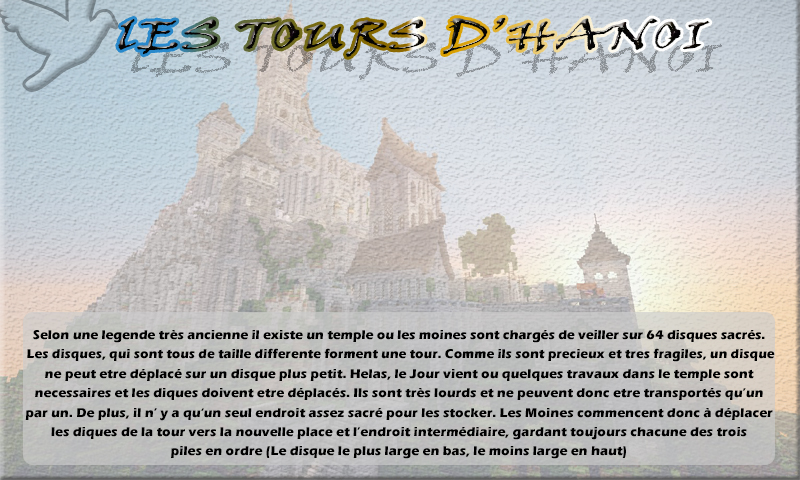 LES TOURS D'HANOI
Selon une legende très ancienne il existe un temple ou les moines sont chargés de veiller sur 64 disques sacrés.
Les disques, qui sont tous de taille differente forment une tour. Comme ils sont precieux et tres fragiles, un disque
ne peut etre déplacé sur un disque plus petit. Helas, le Jour vient ou quelques travaux dans le temple sont
necessaires et les diques doivent etre déplacés. Ils sont très lourds et ne peuvent donc etre transportés qu'un
par un. De plus, il n' y a qu'un seul endroit assez sacré pour les stocker. Les Moines commencent donc à déplacer
les diques de la tour vers la nouvelle place et l'endroit intermédiaire, gardant toujours chacune des trois
piles en ordre (Le disque le plus large en bas, le moins large en haut)